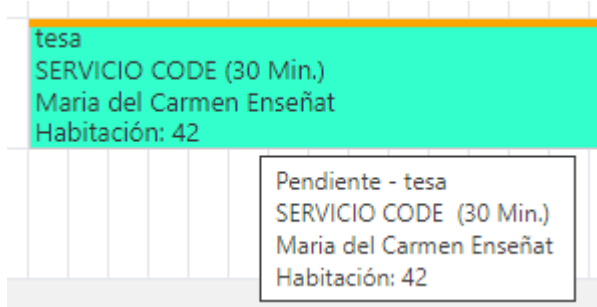 tesa
SERVICIO CODE (30 Min.)
Maria del Carmen Enseñat
Habitación: 42
Pendiente - tesa
SERVICIO CODE (30 Min.)
Maria del Carmen Enseñat
Habitación: 42